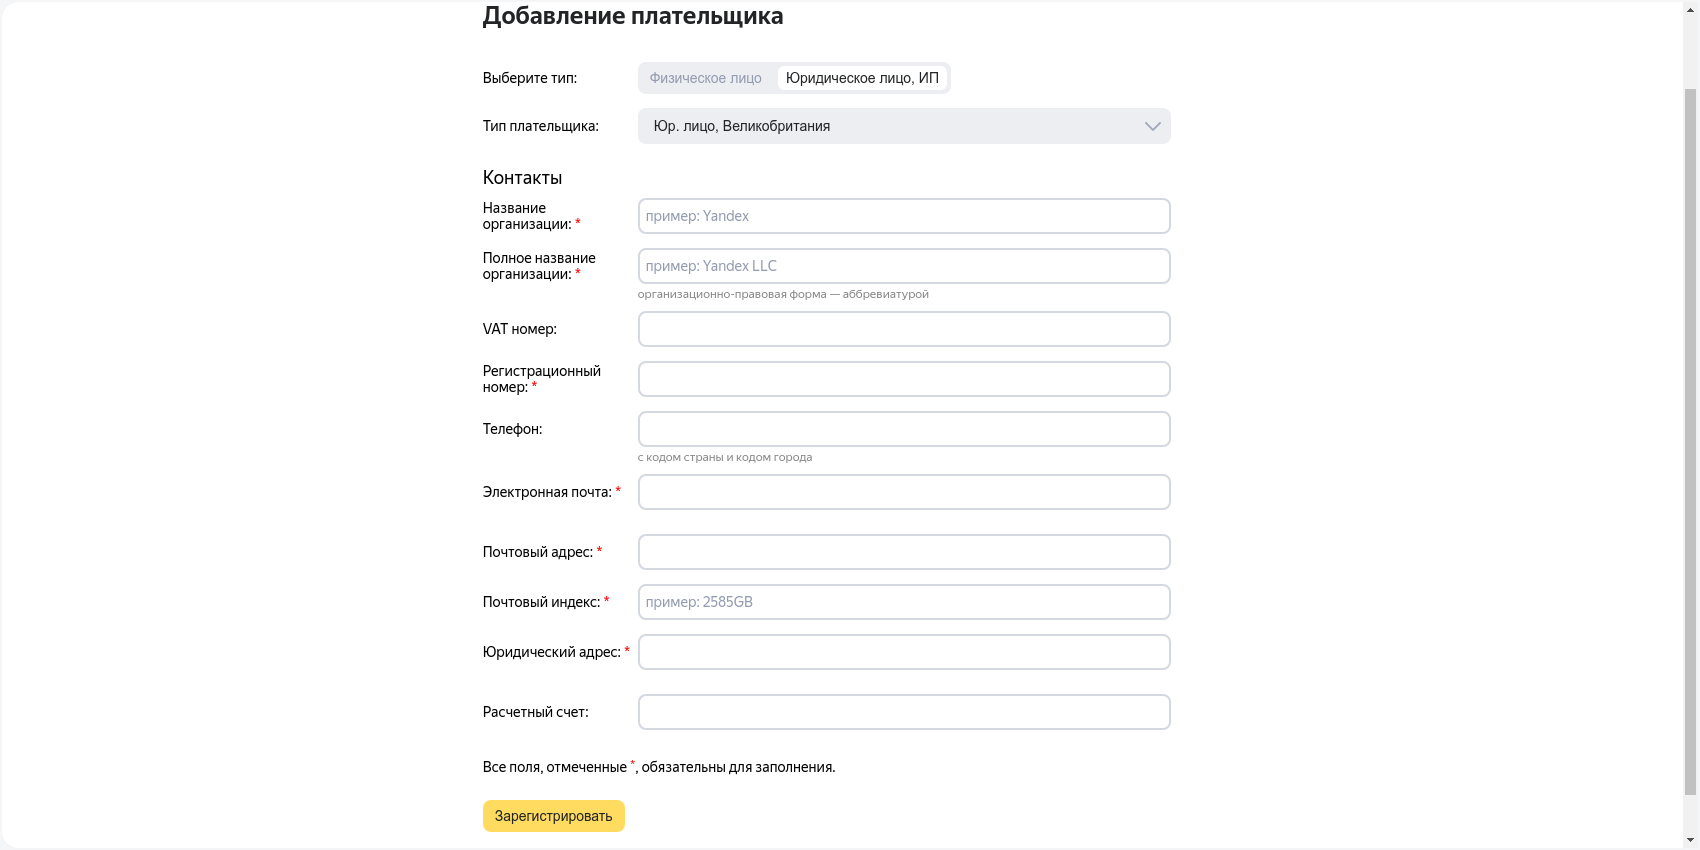 Добавление плательщика
Выберите тип:
Физическое лицо
Юридическое лицо, ИП
Тип плательщика:
Юр. лицо, Великобритания
Контакты
Название
организации: *
пример: Yandex
Полное название
организации: *
пример: Yandex LLC
организационно-правовая форма — аббревиатурой
VAT номер:
Регистрационный
номер: *
Телефон:
с кодом страны и кодом города
Электронная почта: *
Почтовый адрес: *
Почтовый индекс: *
пример: 2585GB
Юридический адрес: *
Расчетный счет:
Все поля, отмеченные *, обязательны для заполнения.
Зарегистрировать